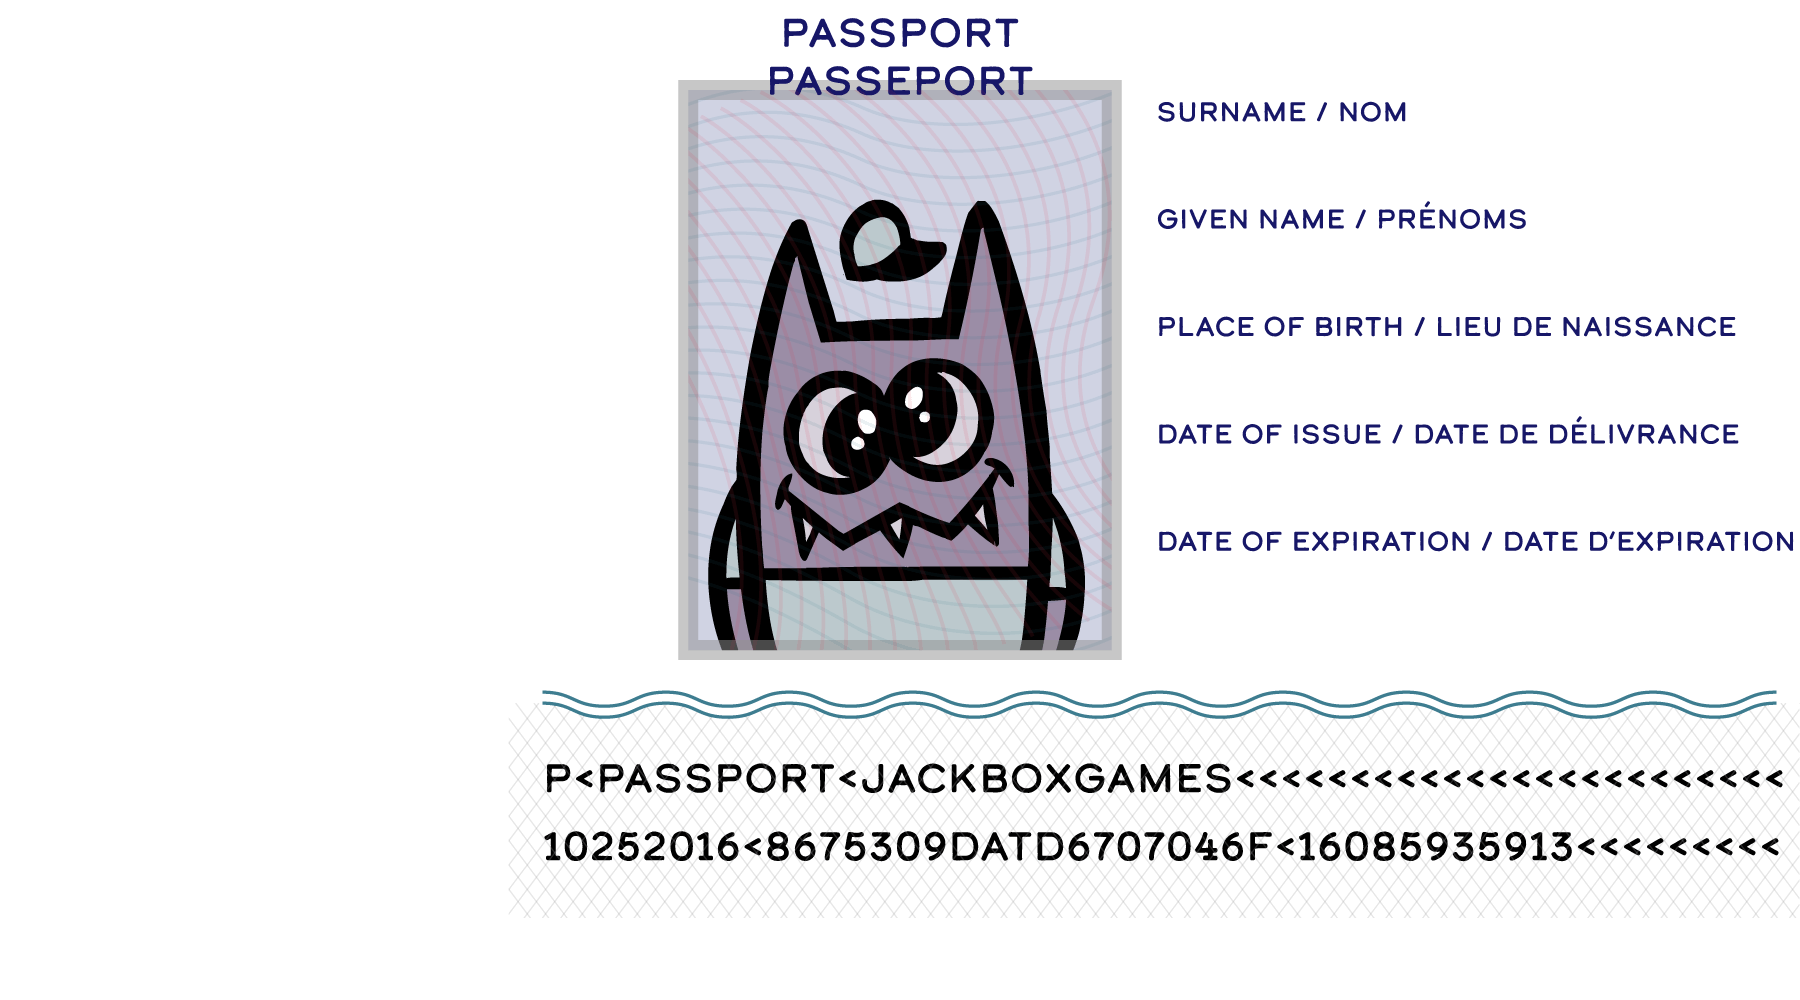 PASSPORT
PASSEPORT
SURNAME / NOM
GIVEN NAME / PRÉNOMS
PLACE OF BIRTH / LIEU DE NAISSANCE
DATE OF ISSUE / DATE DE DÉLIVRANCE
DATE OF EXPIRATION / DATE D'EXPIRATION
P<PASSPORT<JACKBOXGAMES<<<<<<<<<<<<<<<<<<<<<<<<
10252016<8675309DATD6707046F<16085935913<<<<<<<<<